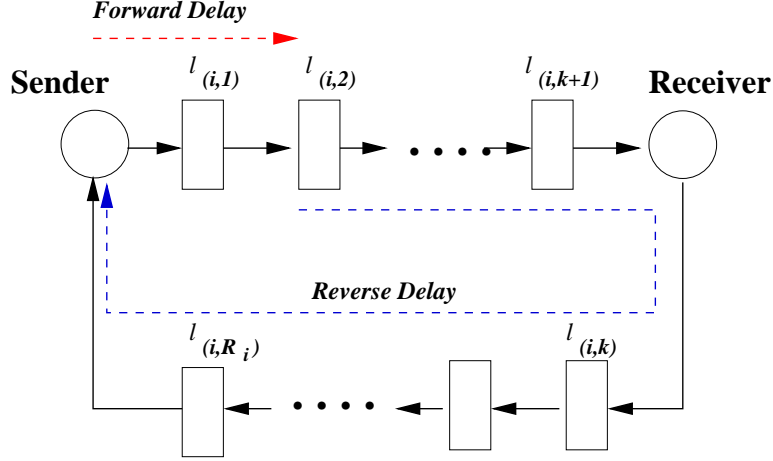 Forward Delay
Sender
l (i,1)
l (i,2)
l (i,k+1)
Receiver
Reverse Delay
l (i,R i)
l (i,k)